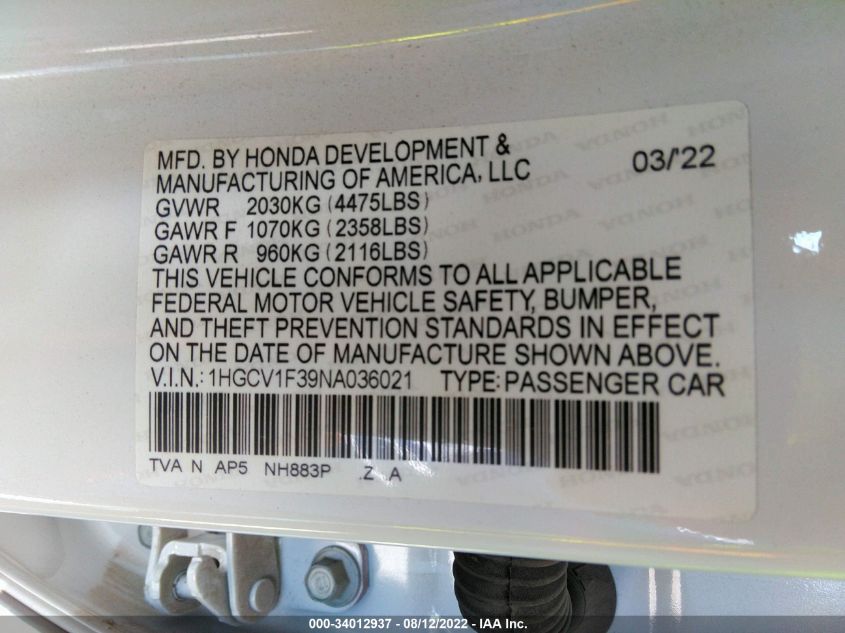 MFD. BY HONDA DEVELOPMENT &
MANUFACTURING OF AMERICA, LLC 03/'22
GVWR 2030KG (4475LBS)
GAWR F 1070KG (2358LBS)
GAWR R 960KG (2116LBS)
THIS VEHICLE CONFORMS TO ALL APPLICABLE
FEDERAL MOTOR VEHICLE SAFETY, BUMPER,
AND THEFT PREVENTION STANDARDS IN EFFECT
ON THE DATE OF MANUFACTURE SHOWN ABOVE.
V.I.N.: 1HGCV1F39NA036021 TYPE: PASSENGER CAR
TVA N AP5 NH883P .Z A
000-34012937 - 08/12/2022 - IAA Inc.